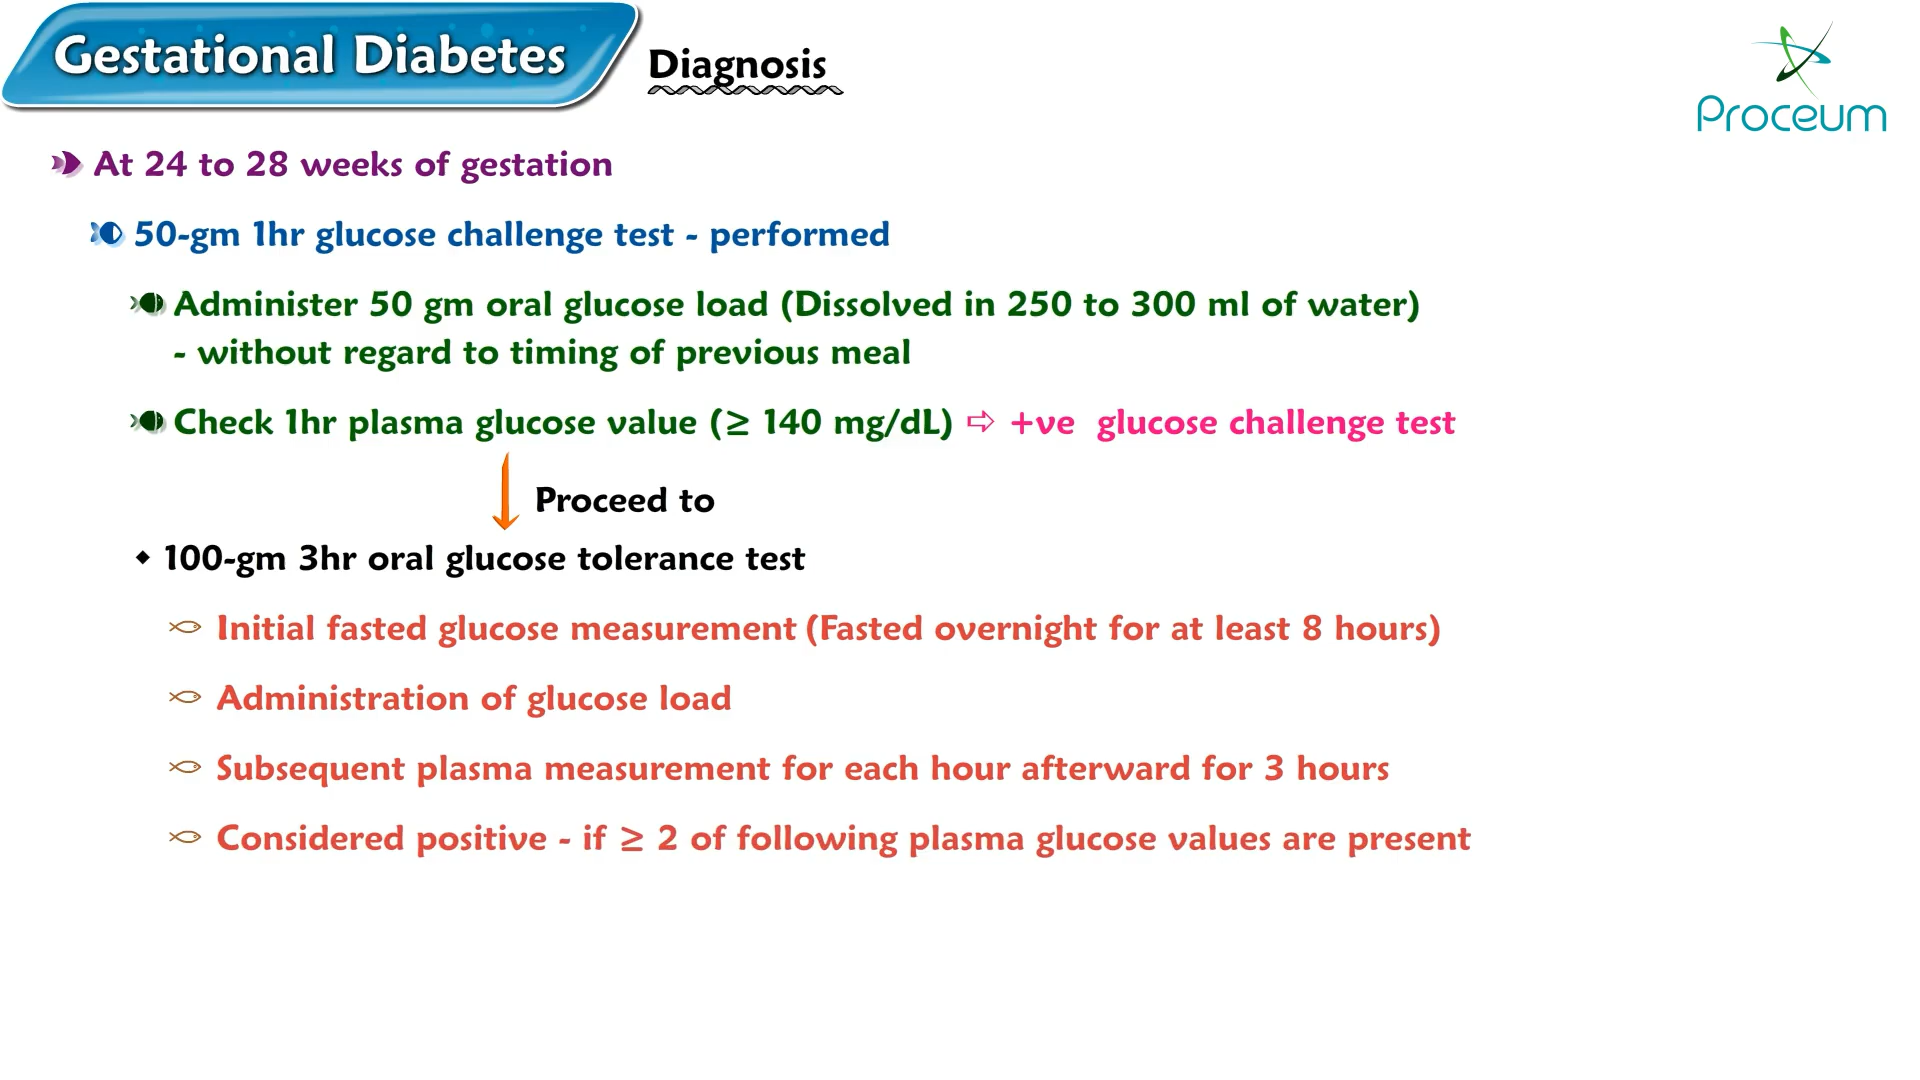 Gestational Diabetes
Diagnosis
Proceum
At 24 to 28 weeks of gestation
50-gm 1hr glucose challenge test - performed
Administer 50 gm oral glucose load (Dissolved in 250 to 300 ml of water)
- without regard to timing of previous meal
Check 1hr plasma glucose value (≥ 140 mg/dL) ⇨ +ve glucose challenge test
Proceed to
100-gm 3hr oral glucose tolerance test
Initial fasted glucose measurement (Fasted overnight for at least 8 hours)
Administration of glucose load
Subsequent plasma measurement for each hour afterward for 3 hours
Considered positive - if ≥ 2 of following plasma glucose values are present